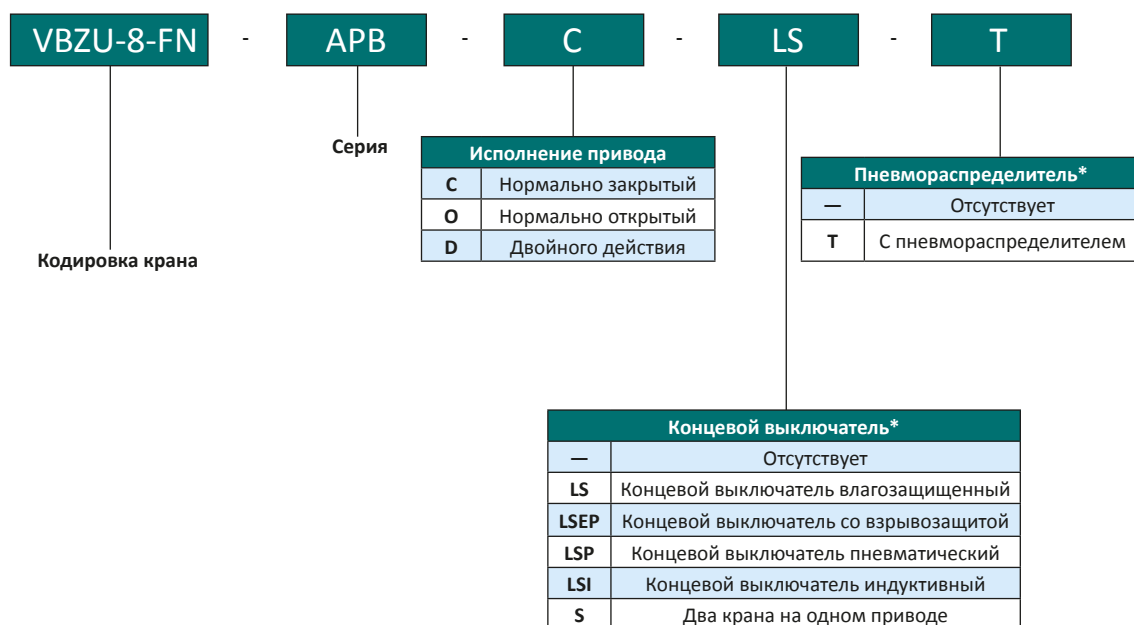 VBZU-8-FN - APB - C - LS - T
Серия
Кодировка крана
Исполнение привода
C Нормально закрытый
O Нормально открытый
D Двойного действия
Пневмораспределитель*
— Отсутствует
T С пневмораспределителем
Концевой выключатель*
— Отсутствует
LS Концевой выключатель влагозащищенный
LSEP Концевой выключатель со взрывозащитой
LSP Концевой выключатель пневматический
LSI Концевой выключатель индуктивный
S Два крана на одном приводе